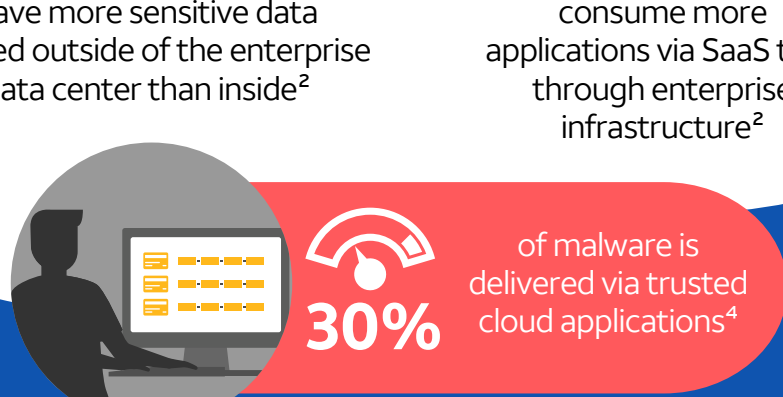 ave more sensitive data
ed outside of the enterprise
ata center than inside²
consume more
applications via SaaS t
through enterprise
infrastructure²
30%
of malware is
delivered via trusted
cloud applications⁴